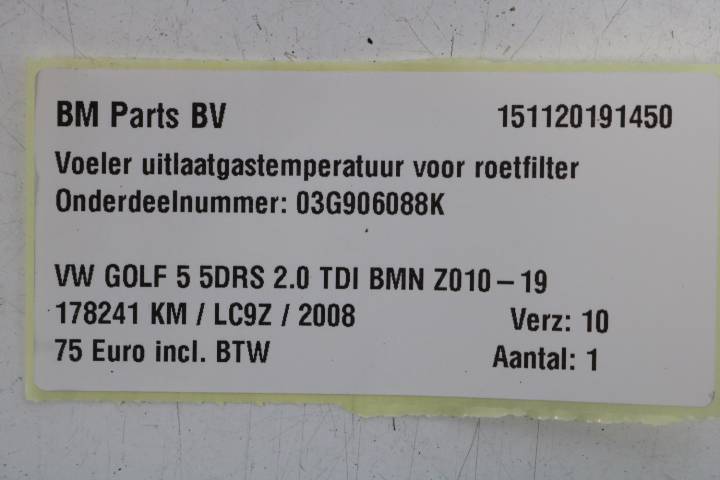 BM Parts BV 151120191450
Voeler uitlaatgastemperatuur voor roetfilter
Onderdeelnummer: 03G906088K
VW GOLF 5 5DRS 2.0 TDI BMN Z010-19
178241 KM / LC9Z / 2008 Verz: 10
75 Euro incl. BTW Aantal: 1